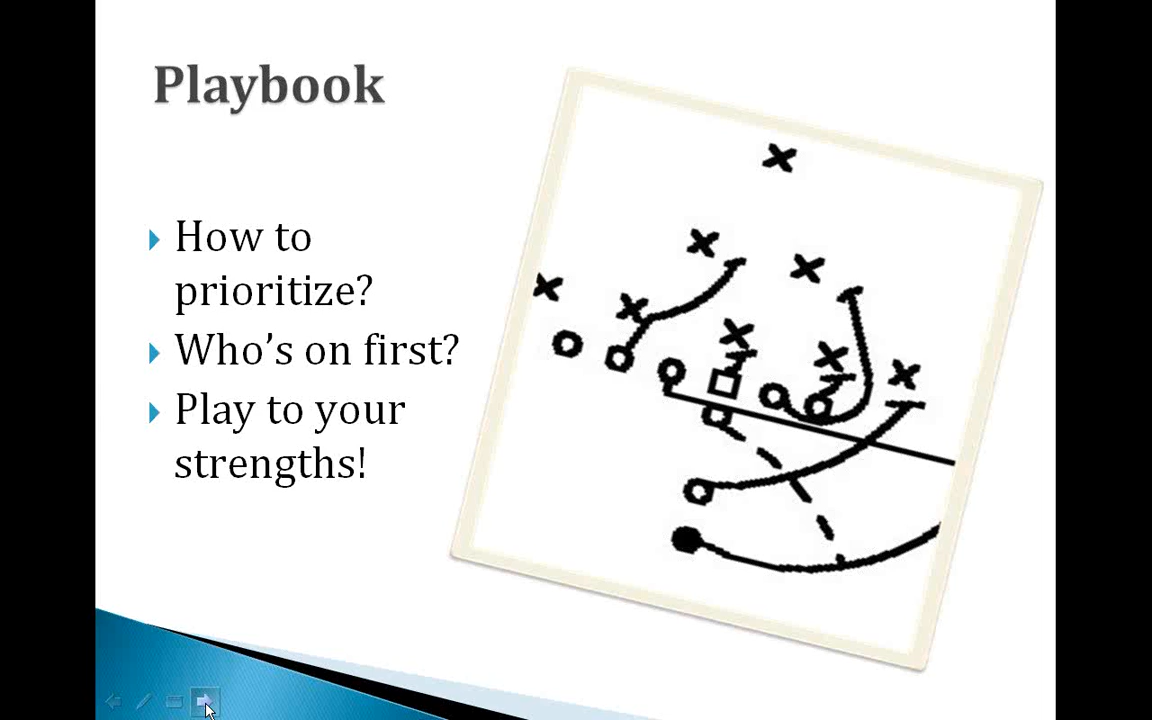 Playbook
How to
prioritize?
Who's on first?
Play to your
strengths!